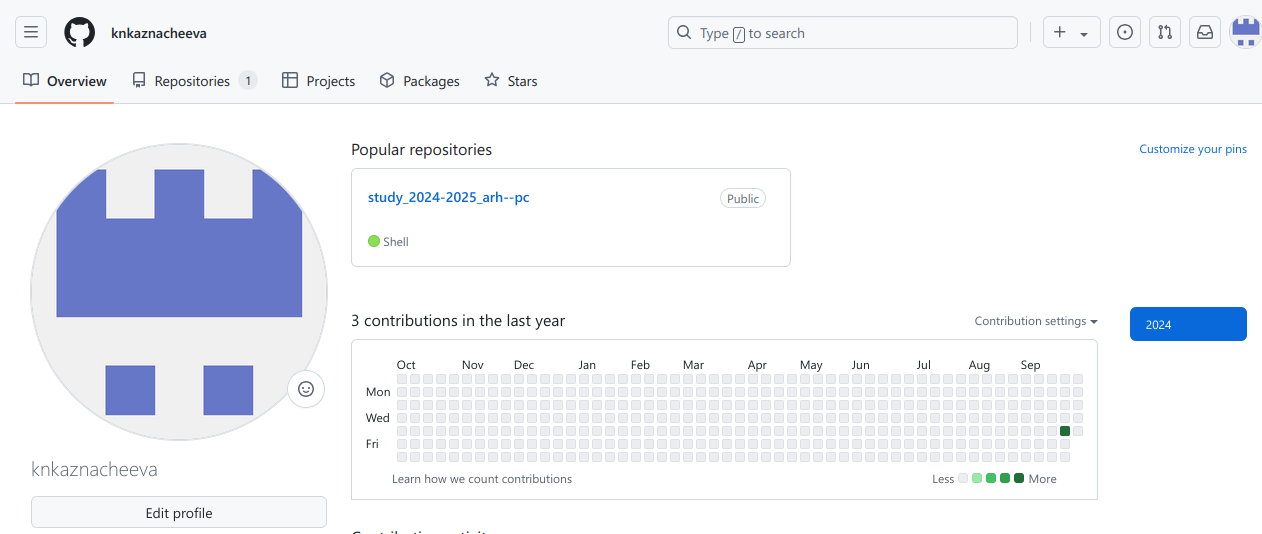 knkaznacheeva
Type / to search
Overview
Repositories 1
Projects
Packages
Stars
Popular repositories
Customize your pins
study_2024-2025_arh--pc
Public
Shell
3 contributions in the last year
Contribution settings
2024
Oct Nov Dec Jan Feb Mar Apr May Jun Jul Aug Sep
Mon
Wed
Fri
Learn how we count contributions
Less More
knkaznacheeva
Edit profile